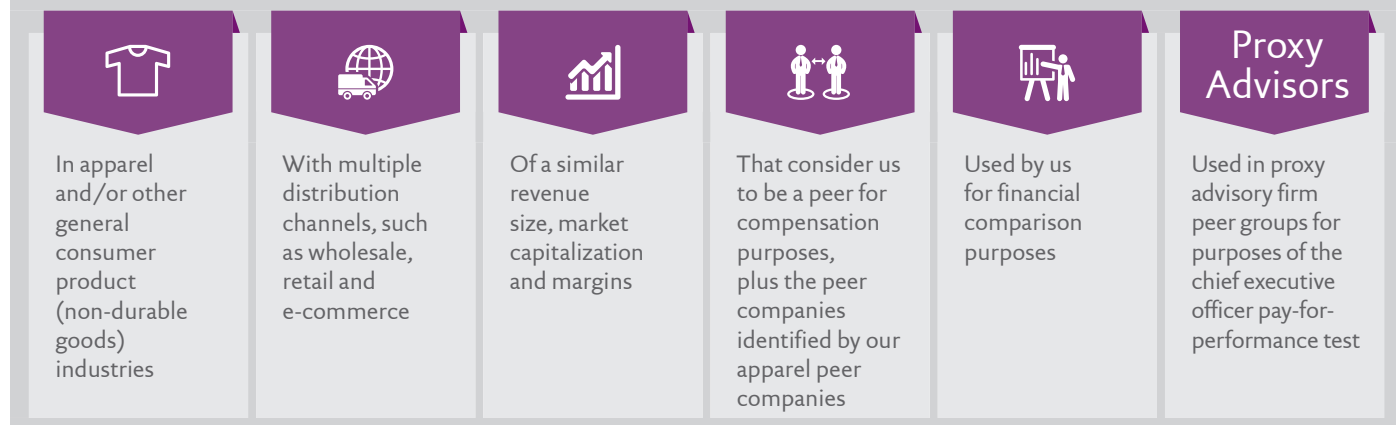 In apparel
and/or other
general
consumer
product
(non-durable
goods)
industries
With multiple
distribution
channels, such
as wholesale,
retail and
e-commerce
Of a similar
revenue
size, market
capitalization
and margins
That consider us
to be a peer for
compensation
purposes,
plus the peer
companies
identified by our
apparel peer
companies
Used by us
for financial
comparison
purposes
Proxy
Advisors
Used in proxy
advisory firm
peer groups for
purposes of the
chief executive
officer pay-for-
performance test